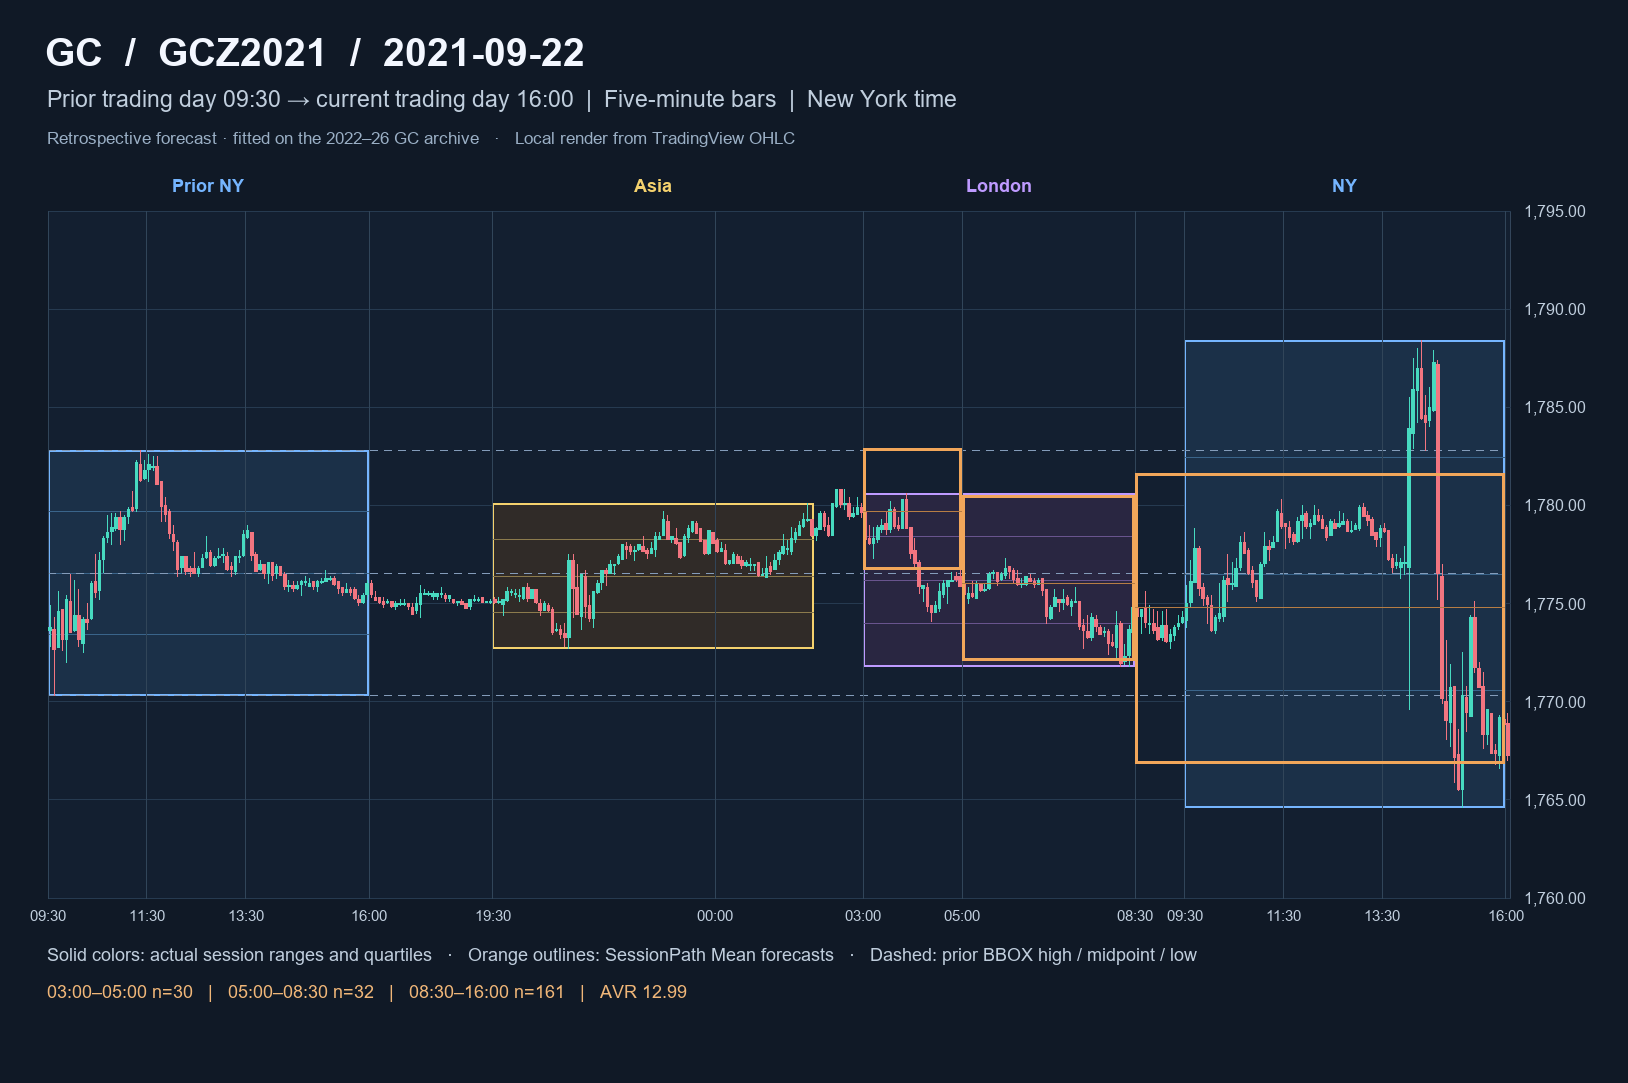 GC / GCZ2021 / 2021-09-22
Prior trading day 09:30 → current trading day 16:00 | Five-minute bars | New York time
Retrospective forecast · fitted on the 2022–26 GC archive · Local render from TradingView OHLC
Prior NY Asia London NY
1,795.00
1,790.00
1,785.00
1,780.00
1,775.00
1,770.00
1,765.00
1,760.00
09:30 11:30 13:30 16:00 19:30 00:00 03:00 05:00 08:30 09:30 11:30 13:30 16:00
Solid colors: actual session ranges and quartiles · Orange outlines: SessionPath Mean forecasts · Dashed: prior BBOX high / midpoint / low
03:00–05:00 n=30 | 05:00–08:30 n=32 | 08:30–16:00 n=161 | AVR 12.99